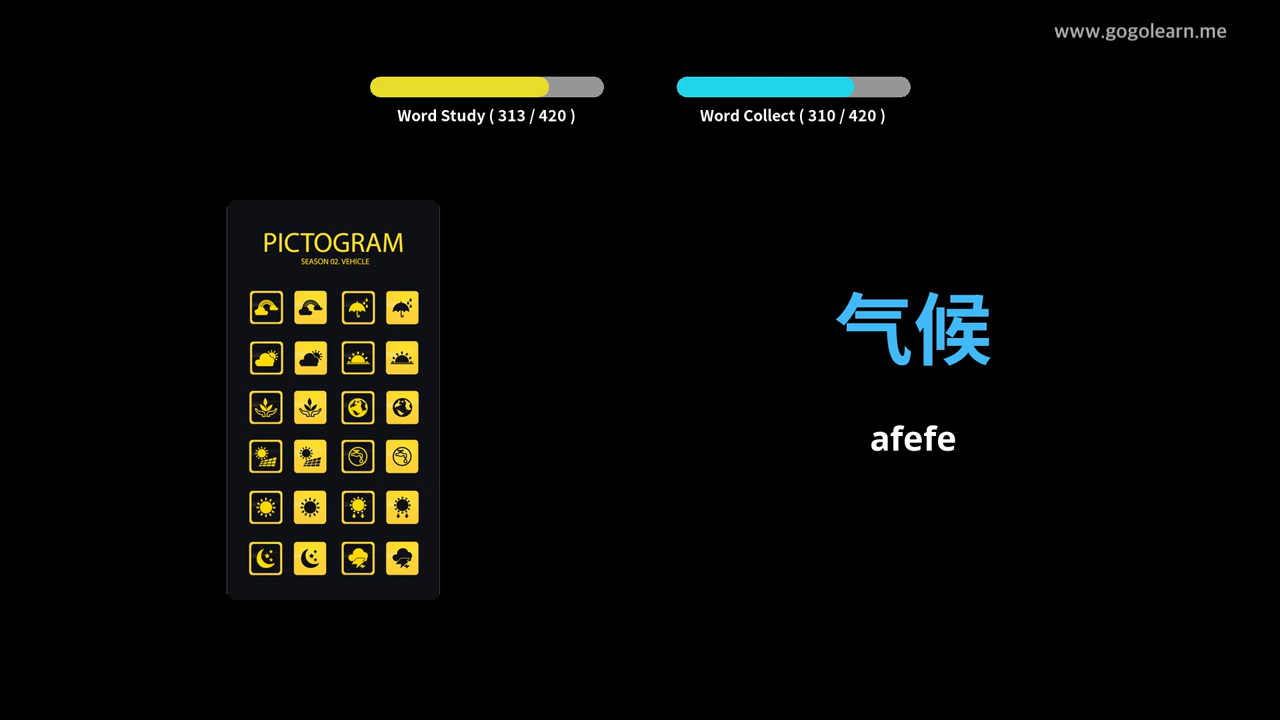 www.gogolearn.me
Word Study ( 313 / 420 )
Word Collect ( 310 / 420 )
PICTOGRAM
SEASON 02. VEHICLE
气候
afefe